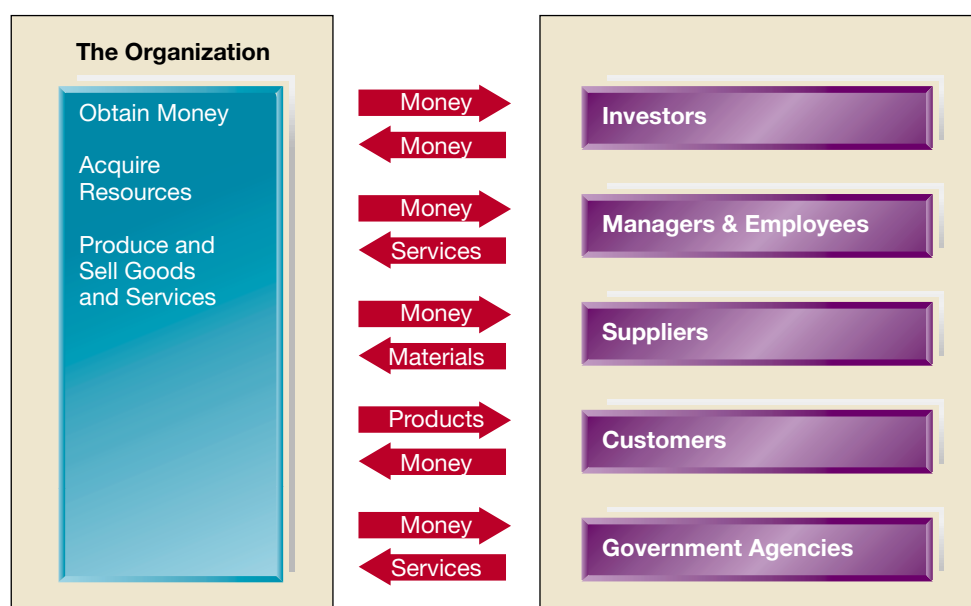 The Organization
Obtain Money
Acquire
Resources
Produce and
Sell Goods
and Services
Money
Money
Investors
Money
Services
Managers & Employees
Money
Materials
Suppliers
Products
Money
Customers
Money
Services
Government Agencies